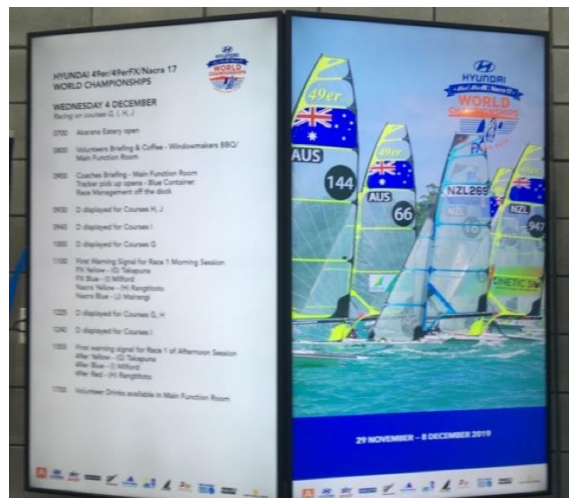 HYUNDAI 49er/49erFX/Nacra 17
WORLD CHAMPIONSHIPS
WEDNESDAY 4 DECEMBER
Racing on courses G, I, H, J
0700 Akarana Eatery open
0800 Volunteers Briefing & Coffee - Windowmakers BBQ/
Main Function Room
0900 Coaches Briefing - Main Function Room
Tracker pick up opens - Blue Container
Race Management off the dock
0930 D displayed for Courses H, J
0945 D displayed for Courses I
1000 D displayed for Courses G
1100 First Warning Signal for Race 1 Morning Session
FX Yellow - (G) Takapuna
FX Blue - (I) Milford
Nacra Yellow - (H) Rangitoto
Nacra Blue - (J) Wairangi
1225 D displayed for Courses G, H
1240 D displayed for Courses I
First warning signal for Race 1 of Afternoon Session
49er Yellow - (G) Takapuna
49er Blue - (I) Milford
49er Red - (H) Rangitoto
1700 Volunteer Drinks available in Main Function Room
HYUNDAI
WORLD
CHAMPIONSHIPS
HYUNDAI
WORLD
CHAMPIONSHIPS
49er
AUS
144
49er
AUS
66
FX
NZL269
NZL
947
29 NOVEMBER – 8 DECEMBER 2019